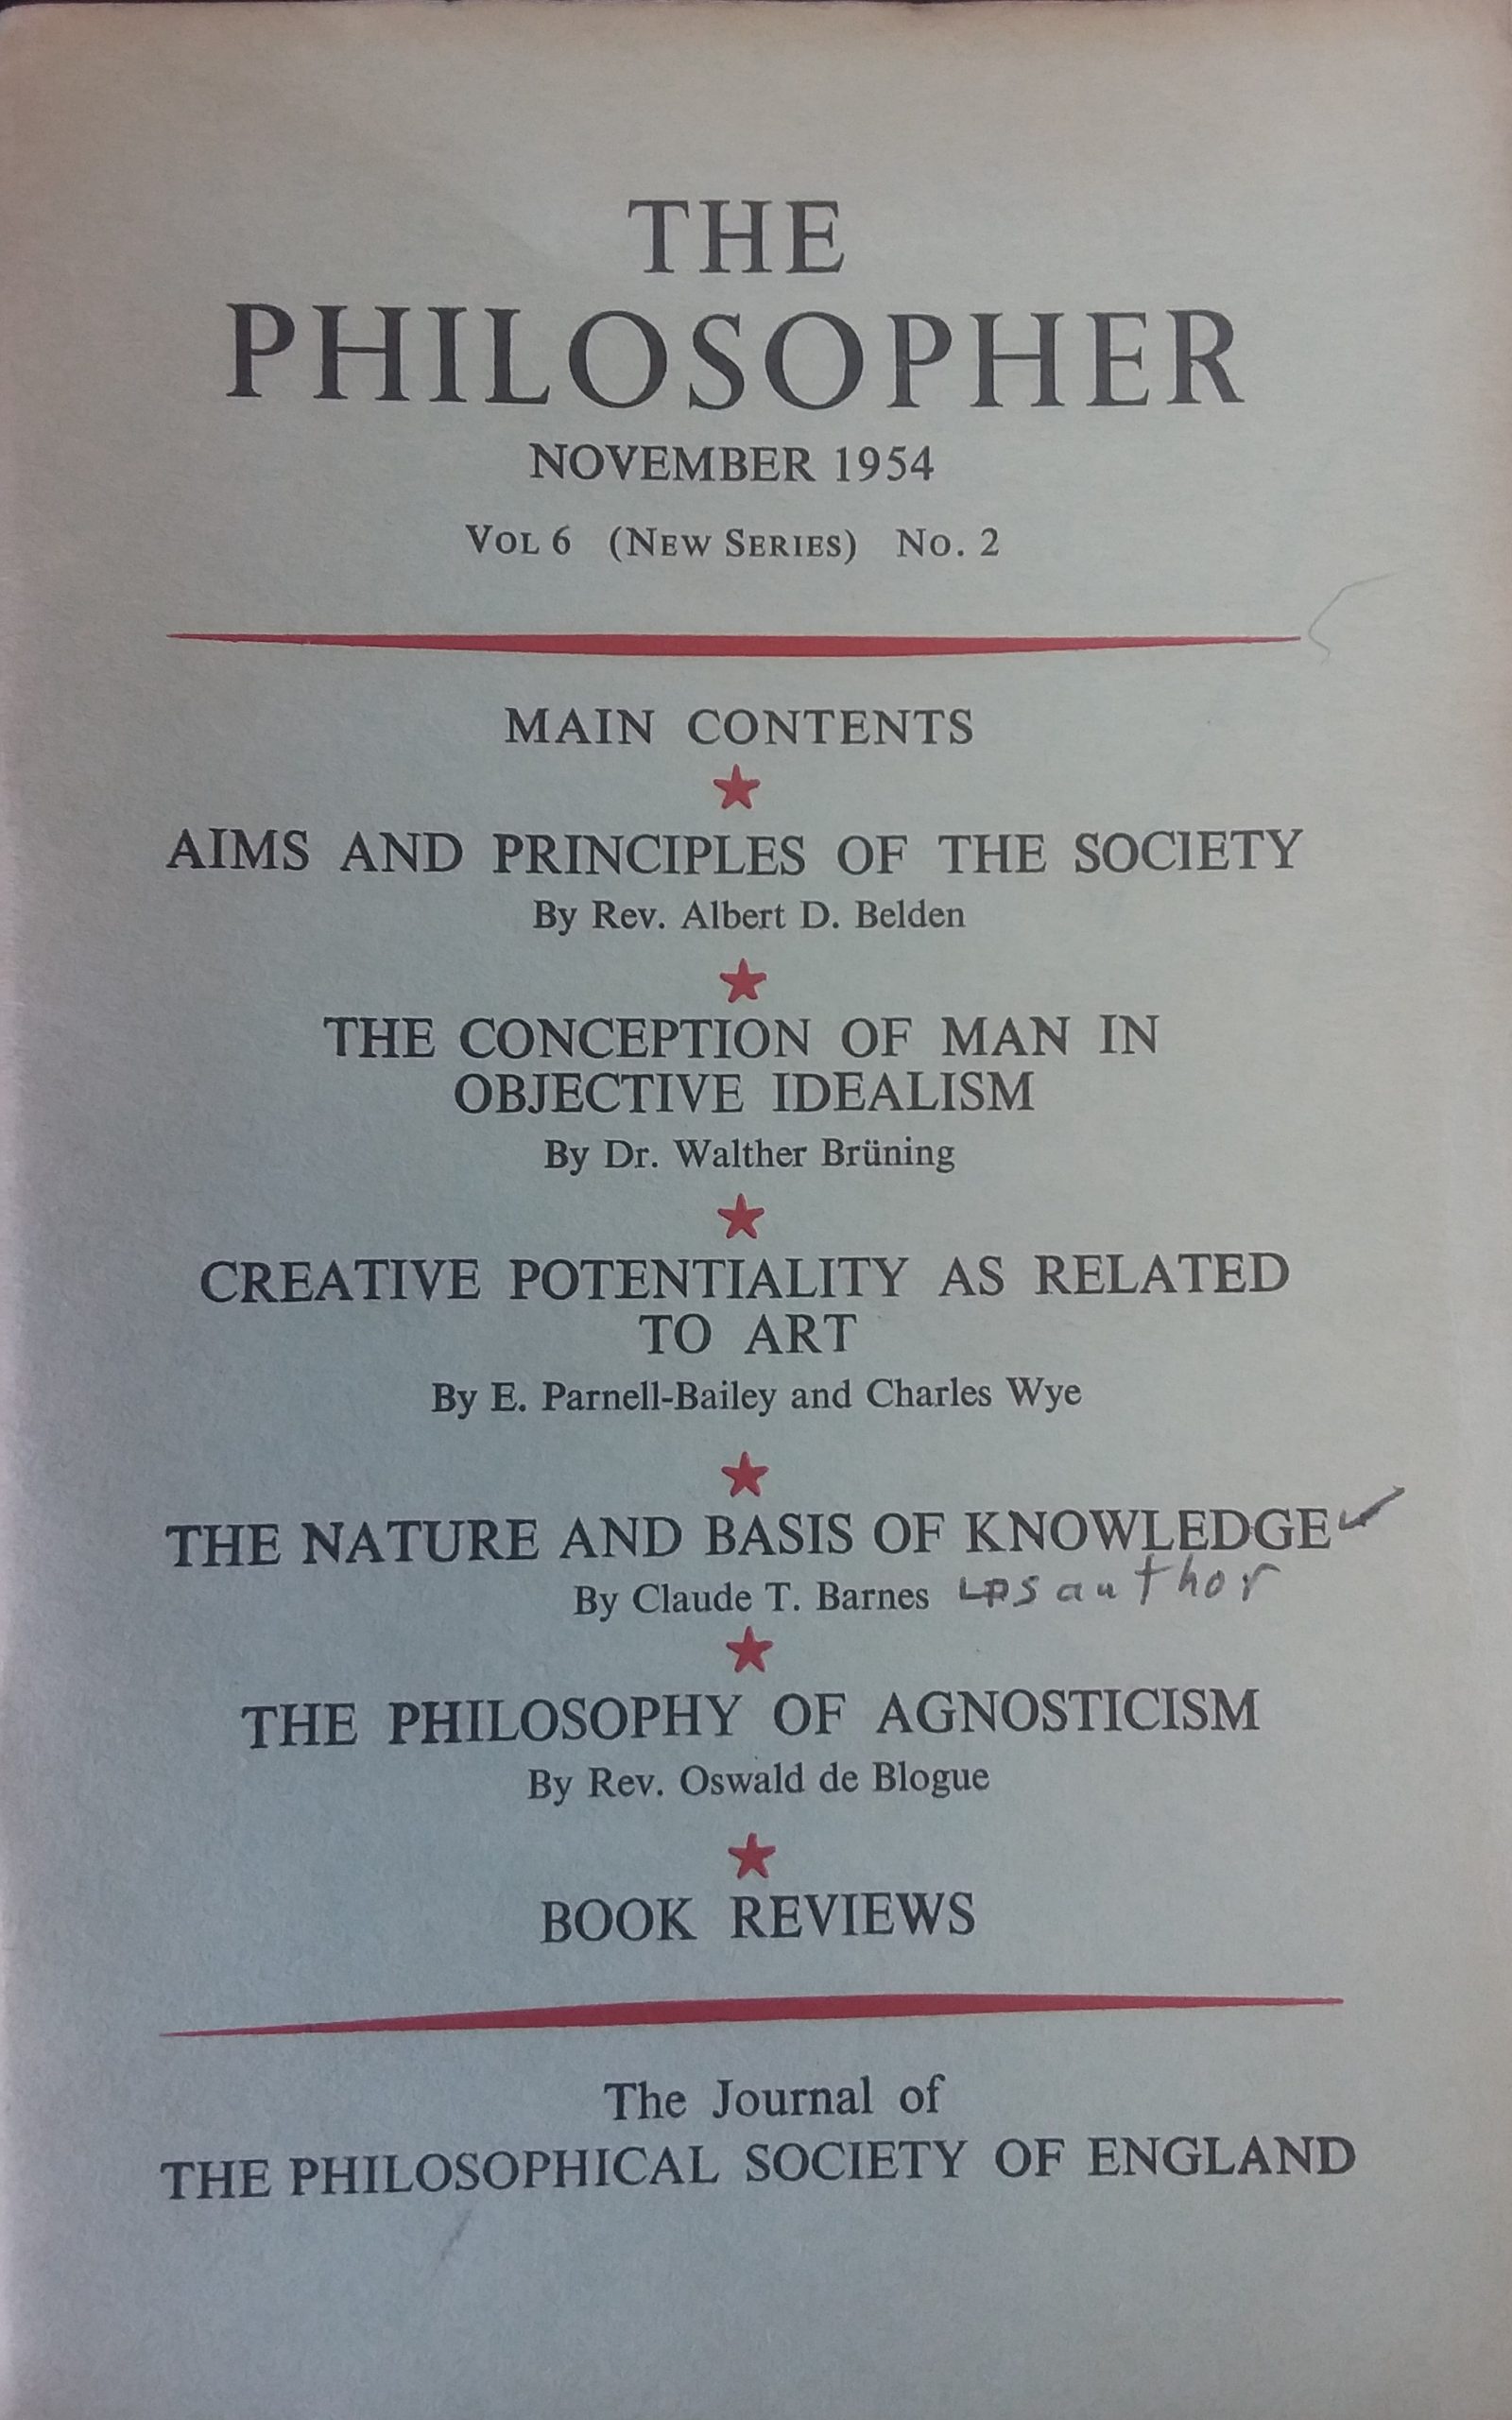 THE
PHILOSOPHER
NOVEMBER 1954
VOL 6 (NEW SERIES) No. 2
MAIN CONTENTS
AIMS AND PRINCIPLES OF THE SOCIETY
By Rev. Albert D. Belden
THE CONCEPTION OF MAN IN
OBJECTIVE IDEALISM
By Dr. Walther Brüning
CREATIVE POTENTIALITY AS RELATED
TO ART
By E. Parnell-Bailey and Charles Wye
THE NATURE AND BASIS OF KNOWLEDGE
By Claude T. Barnes author
THE PHILOSOPHY OF AGNOSTICISM
By Rev. Oswald de Blogue
BOOK REVIEWS
The Journal of
THE PHILOSOPHICAL SOCIETY OF ENGLAND